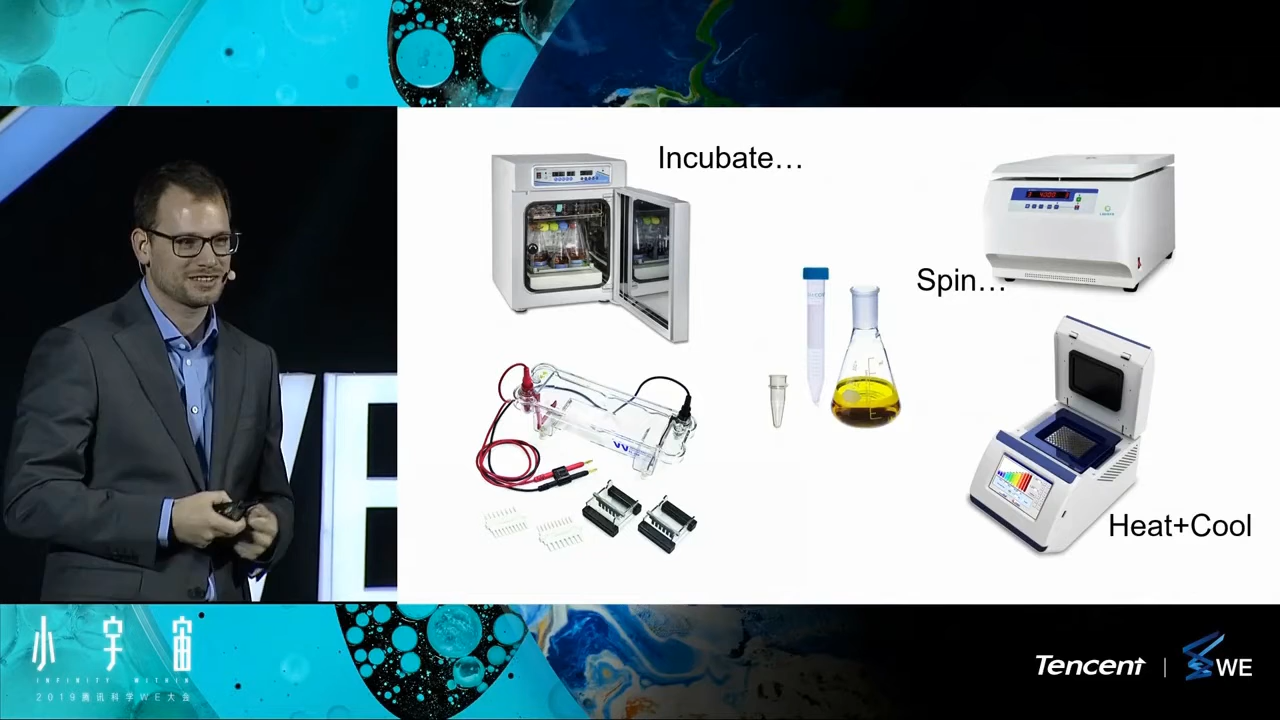 Incubate…
Spin…
Heat+Cool
小宇宙
INFINITY WITHIN
2019腾讯科学WE大会
Tencent
WE